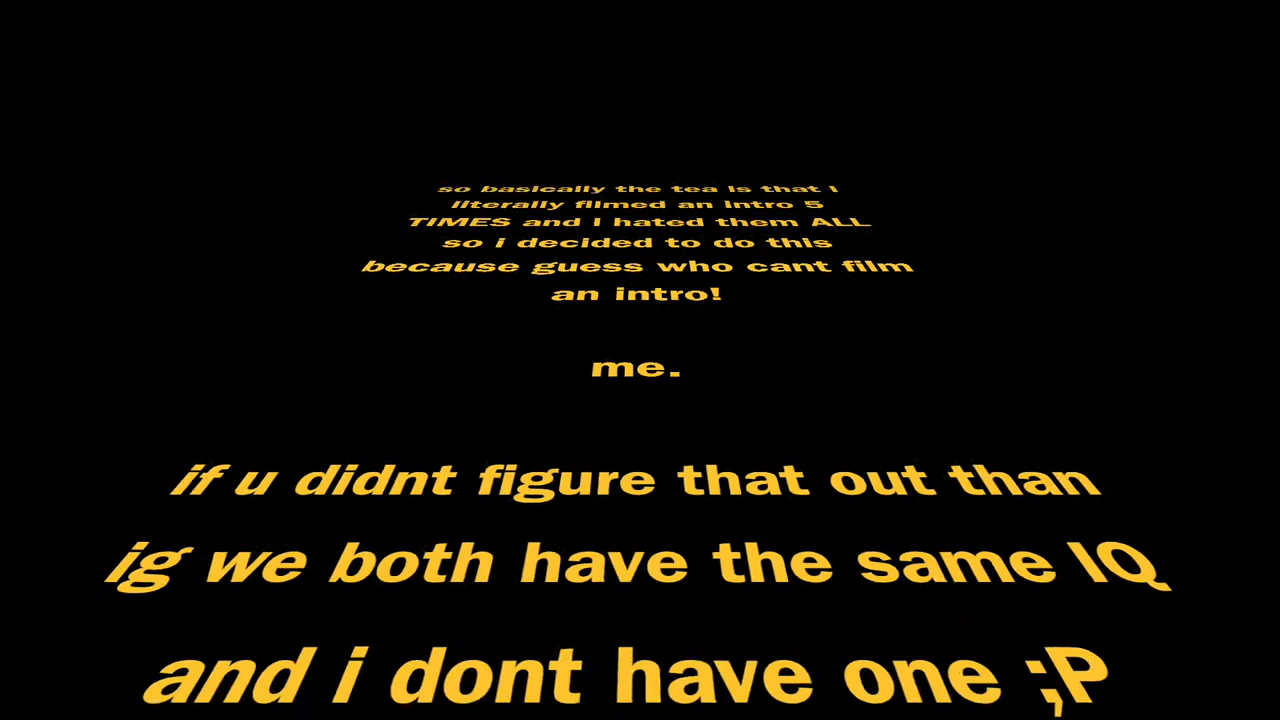 so basically the tea is that i
literally filmed an intro 5
TIMES and I hated them ALL
so i decided to do this
because guess who cant film
an intro!
me.
if u didnt figure that out than
ig we both have the same IQ
and i dont have one ;P